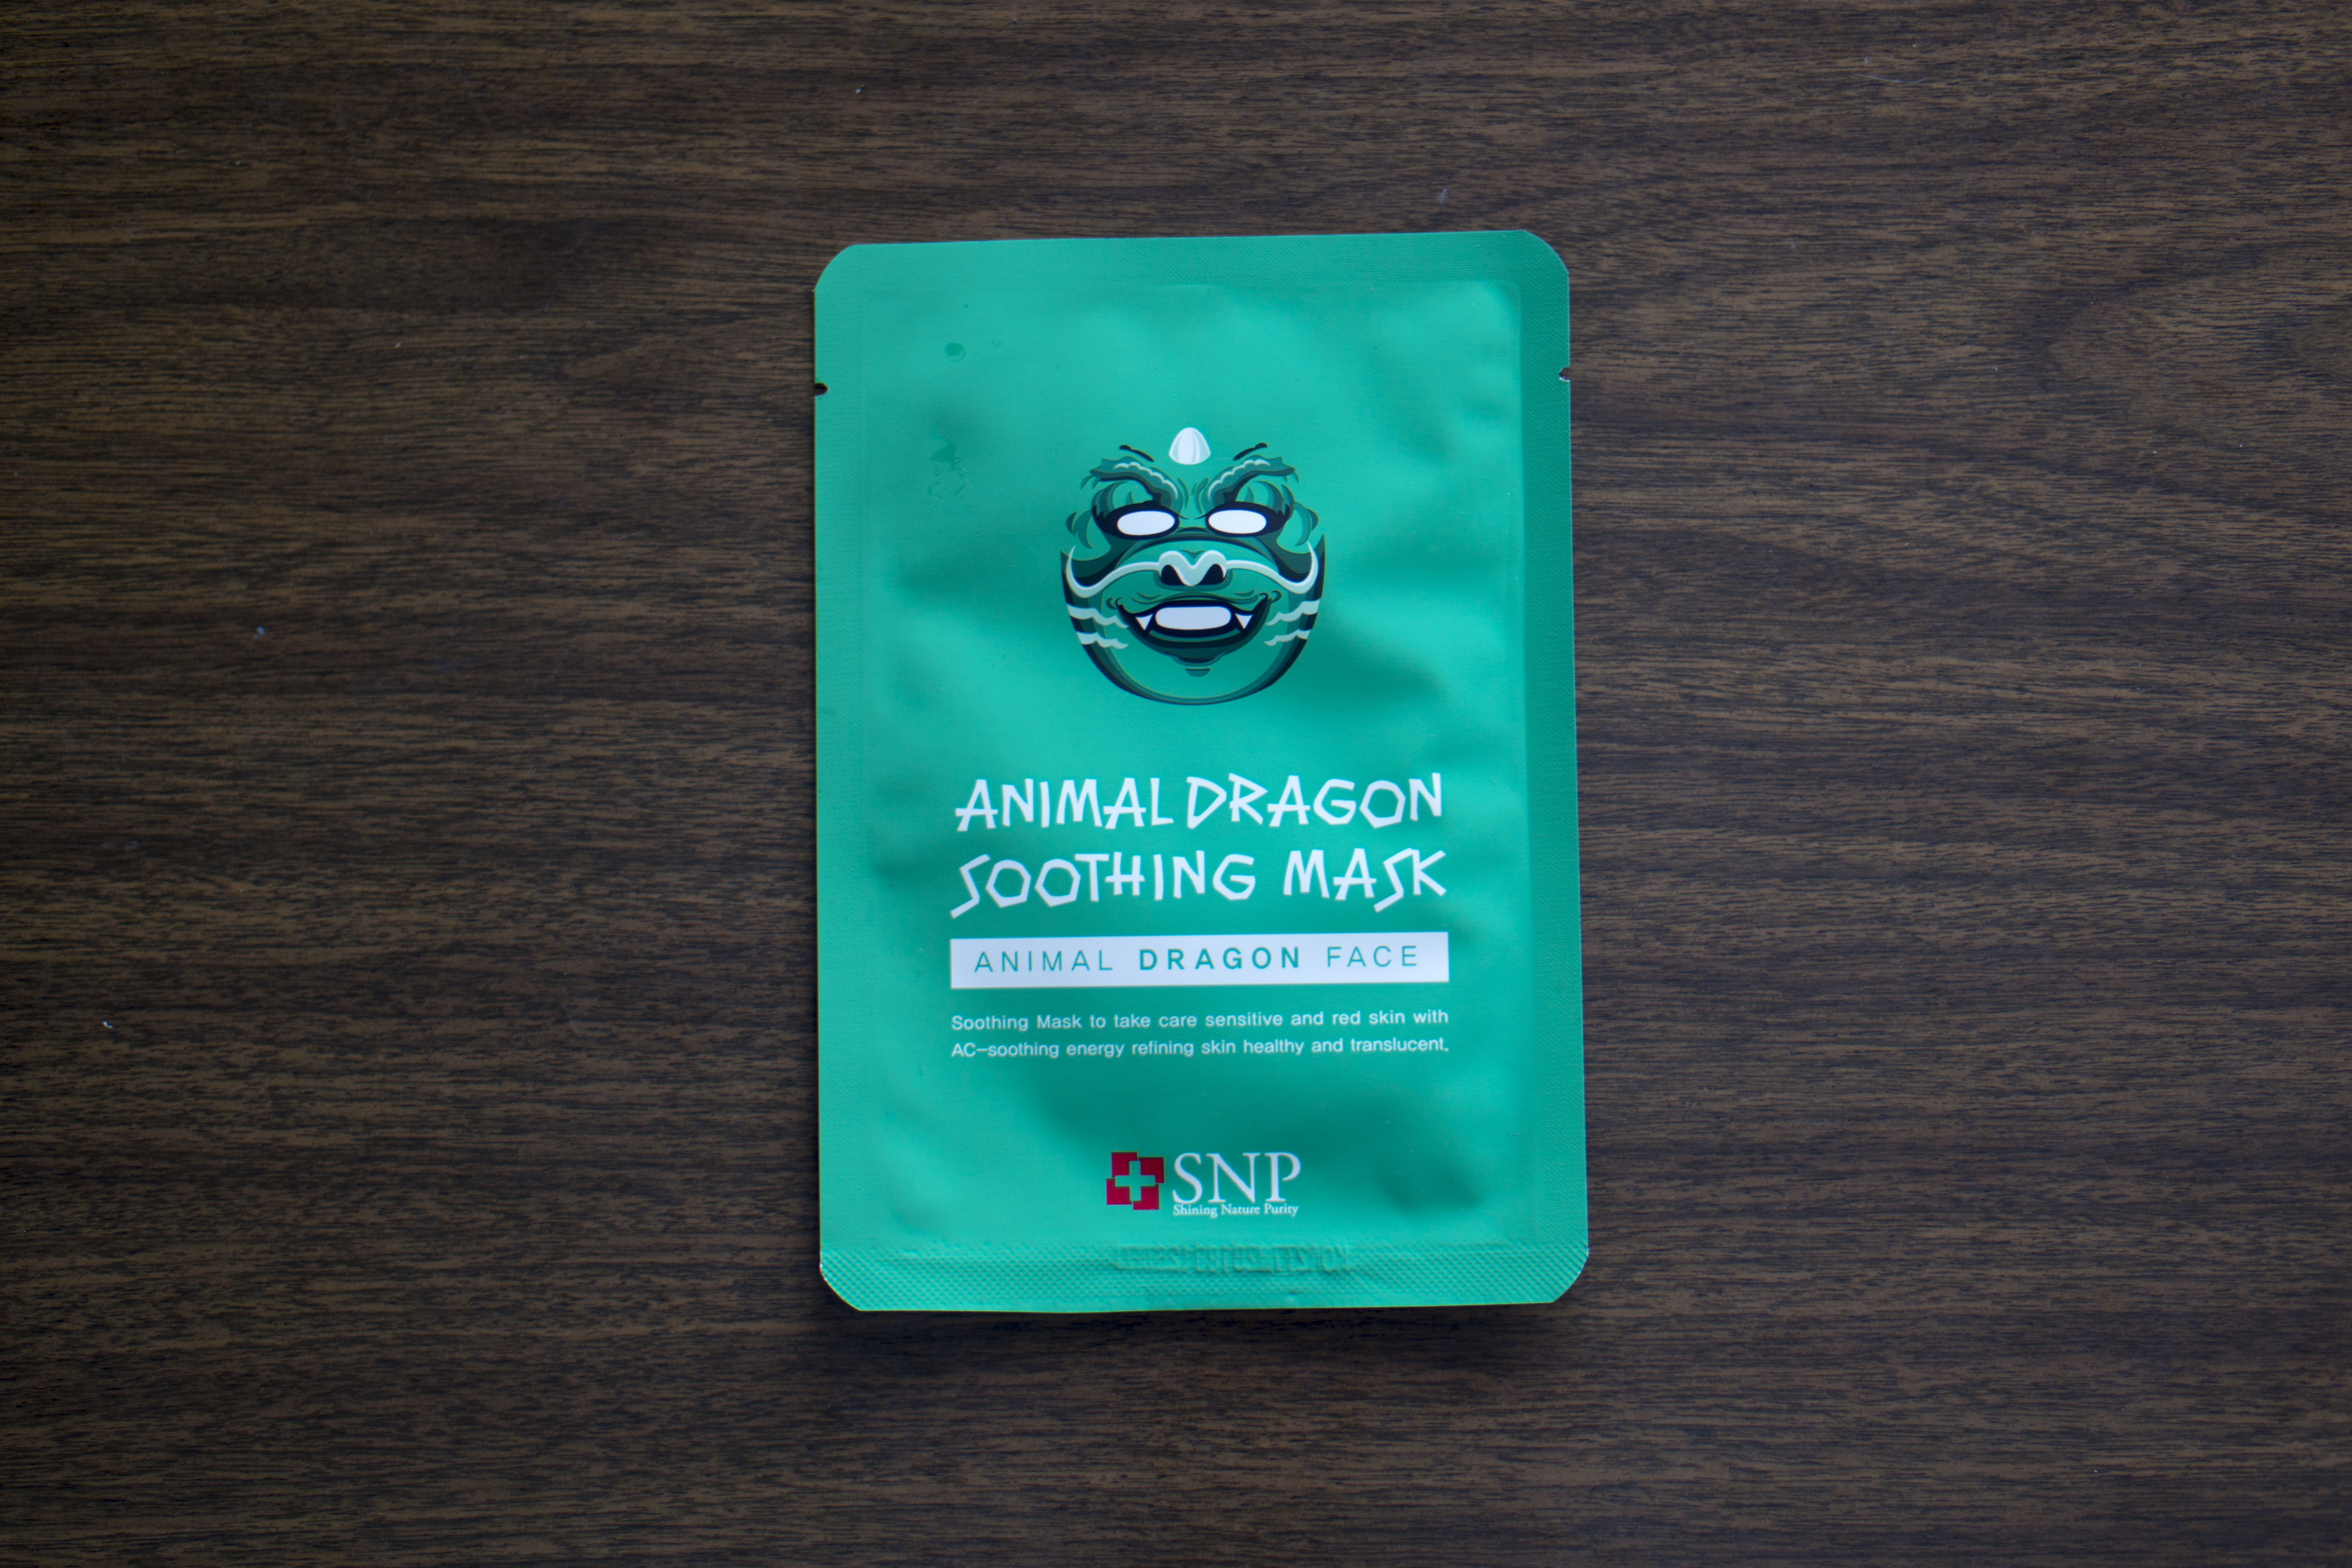 ANIMAL DRAGON
SOOTHING MASK
ANIMAL DRAGON FACE
Soothing Mask to take care sensitive and red skin with
AC-soothing energy refining skin healthy and translucent.
SNP
Shining Nature Purity